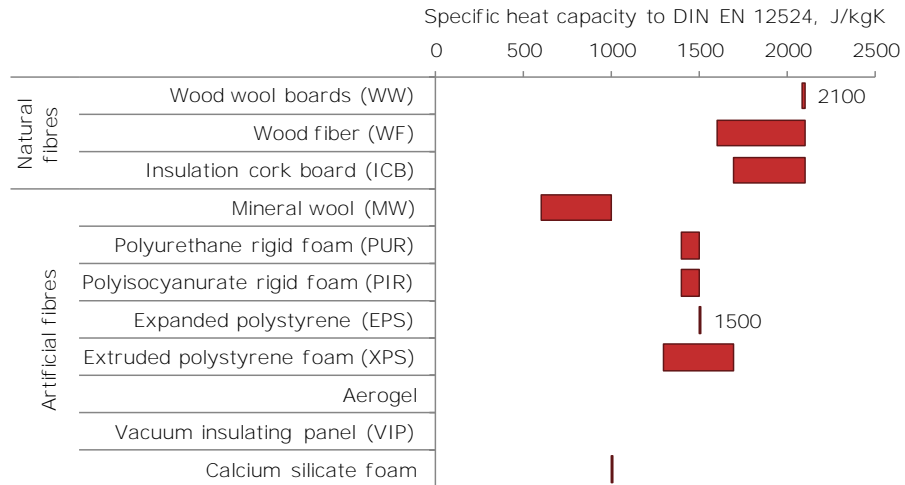 Specific heat capacity to DIN EN 12524, J/kgK
0 500 1000 1500 2000 2500
Natural
fibres
Wood wool boards (WW) 2100
Wood fiber (WF)
Insulation cork board (ICB)
Artificial fibres
Mineral wool (MW)
Polyurethane rigid foam (PUR)
Polyisocyanurate rigid foam (PIR)
Expanded polystyrene (EPS) 1500
Extruded polystyrene foam (XPS)
Aerogel
Vacuum insulating panel (VIP)
Calcium silicate foam